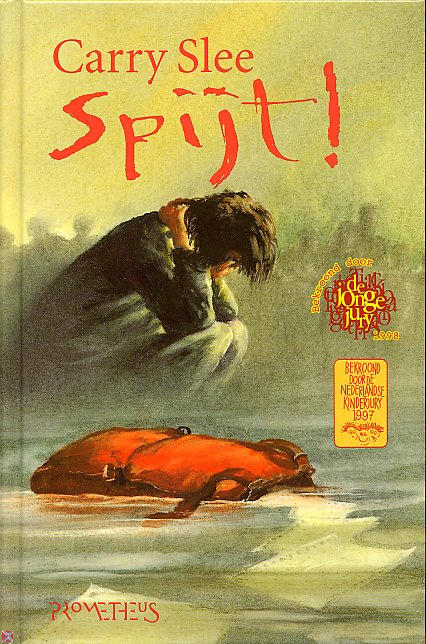 Carry Slee
Spijt!
Bekroond door
de
Jonge
Jury
1998
BEKROOND
DOOR DE
NEDERLANDSE
KINDERJURY
1997
PROMETHEUS